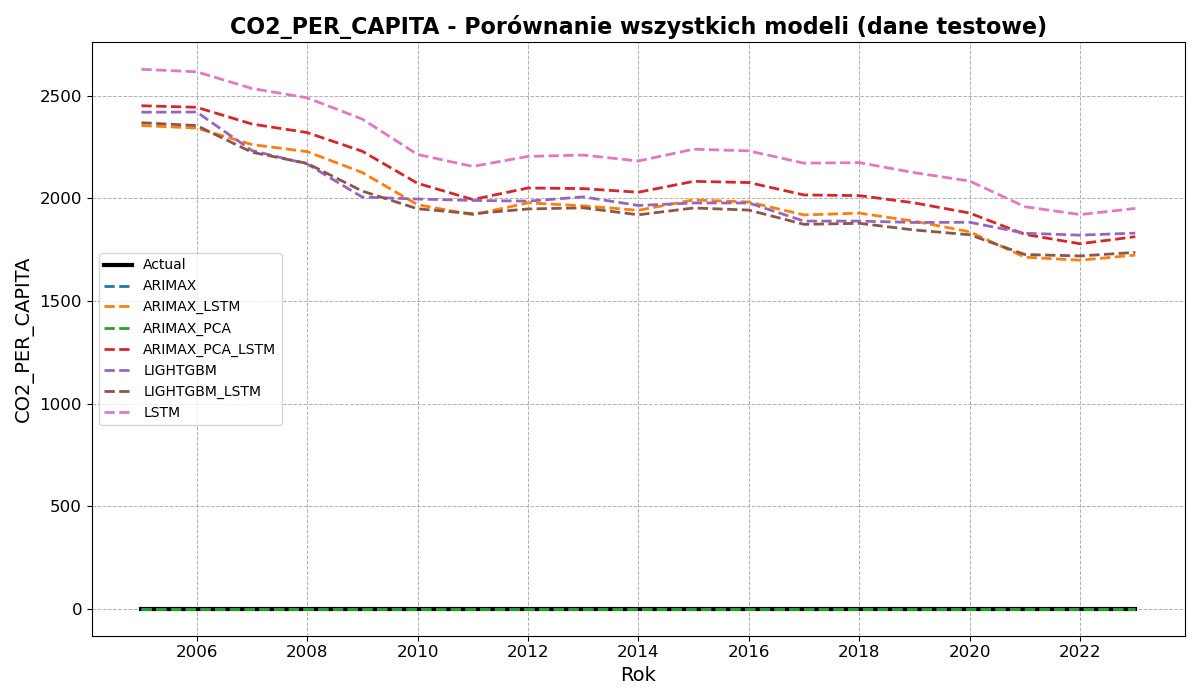 CO2_PER_CAPITA - Porównanie wszystkich modeli (dane testowe)
CO2_PER_CAPITA
2500
2000
1500
1000
500
0
Actual
ARIMAX
ARIMAX_LSTM
ARIMAX_PCA
ARIMAX_PCA_LSTM
LIGHTGBM
LIGHTGBM_LSTM
LSTM
2006 2008 2010 2012 2014 2016 2018 2020 2022
Rok